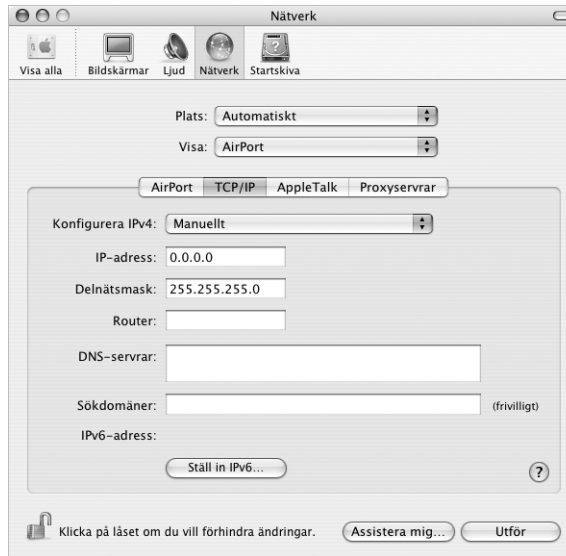 Nätverk
Visa alla Bildskärmar Ljud Nätverk Startskiva
Plats: Automatiskt
Visa: AirPort
AirPort TCP/IP AppleTalk Proxyservrar
Konfigurera IPv4: Manuellt
IP-adress: 0.0.0.0
Delnätsmask: 255.255.255.0
Router:
DNS-servrar:
Sökdomäner: (frivilligt)
IPv6-adress:
Ställ in IPv6... ?
Klicka på låset om du vill förhindra ändringar. Assistera mig... Utför